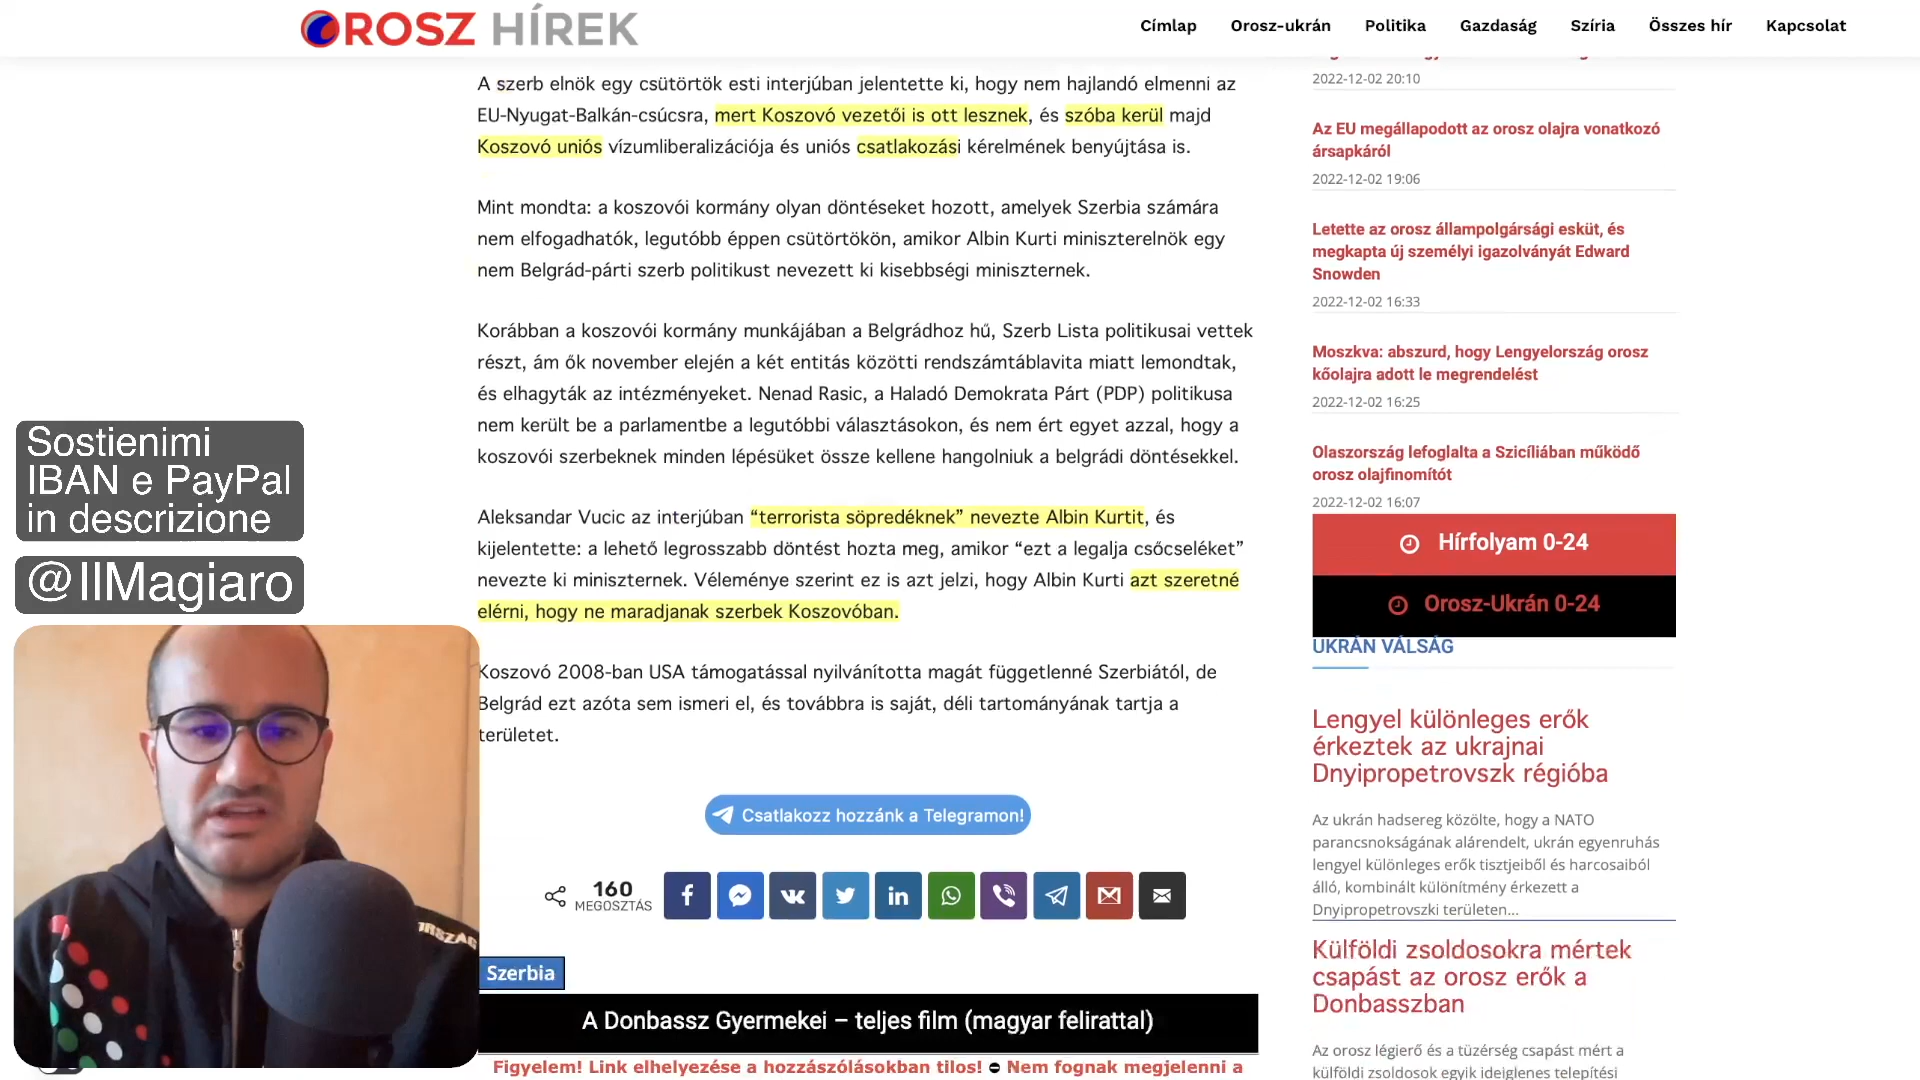 OROSZ HÍREK
Címlap
Orosz-ukrán
Politika
Gazdaság
Szíria
Összes hír
Kapcsolat
A szerb elnök egy csütörtök esti interjúban jelentette ki, hogy nem hajlandó elmenni az
EU-Nyugat-Balkán-csúcsra, mert Koszovó vezetői is ott lesznek, és szóba kerül majd
Koszovó uniós vízumliberalizációja és uniós csatlakozási kérelmének benyújtása is.
Mint mondta: a koszovói kormány olyan döntéseket hozott, amelyek Szerbia számára
nem elfogadhatók, legutóbb éppen csütörtökön, amikor Albin Kurti miniszterelnök egy
nem Belgrád-párti szerb politikust nevezett ki kisebbségi miniszternek.
Korábban a koszovói kormány munkájában a Belgrádhoz hű, Szerb Lista politikusai vettek
részt, ám ők november elején a két entitás közötti rendszámtáblavita miatt lemondtak,
és elhagyták az intézményeket. Nenad Rasic, a Haladó Demokrata Párt (PDP) politikusa
nem került be a parlamentbe a legutóbbi választásokon, és nem ért egyet azzal, hogy a
koszovói szerbeknek minden lépésüket össze kellene hangolniuk a belgrádi döntésekkel.
Aleksandar Vucic az interjúban “terrorista söpredéknek” nevezte Albin Kurtit, és
kijelentette: a lehető legrosszabb döntést hozta meg, amikor “ezt a legalja csőcseléket”
nevezte ki miniszternek. Véleménye szerint ez is azt jelzi, hogy Albin Kurti azt szeretné
elérni, hogy ne maradjanak szerbek Koszovóban.
Koszovó 2008-ban USA támogatással nyilvánította magát függetlenné Szerbiától, de
Belgrád ezt azóta sem ismeri el, és továbbra is saját, déli tartományának tartja a
területet.
Csatlakozz hozzánk a Telegramon!
160
MEGOSZTÁS
Szerbia
A Donbassz Gyermekei – teljes film (magyar felirattal)
Figyelem! Link elhelyezése a hozzászólásokban tilos! Nem fognak megjelenni a
2022-12-02 20:10
Az EU megállapodott az orosz olajra vonatkozó
ársapkáról
2022-12-02 19:06
Letette az orosz állampolgársági esküt, és
megkapta új személyi igazolványát Edward
Snowden
2022-12-02 16:33
Moszkva: abszurd, hogy Lengyelország orosz
kőolajra adott le megrendelést
2022-12-02 16:25
Olaszország lefoglalta a Szicíliában működő
orosz olajfinomítót
2022-12-02 16:07
Hírfolyam 0-24
Orosz-Ukrán 0-24
UKRÁN VÁLSÁG
Lengyel különleges erők
érkeztek az ukrajnai
Dnyipropetrovszk régióba
Az ukrán hadsereg közölte, hogy a NATO
parancsnokságának alárendelt, ukrán egyenruhás
lengyel különleges erők tisztjeiből és harcosaiból
álló, kombinált különítmény érkezett a
Dnyipropetrovszki területen...
Külföldi zsoldosokra mértek
csapást az orosz erők a
Donbasszban
Az orosz légierő és a tüzérség csapást mért a
külföldi zsoldosok egyik ideiglenes telepítési
Sostienimi
IBAN e PayPal
in descrizione
@IlMagiaro